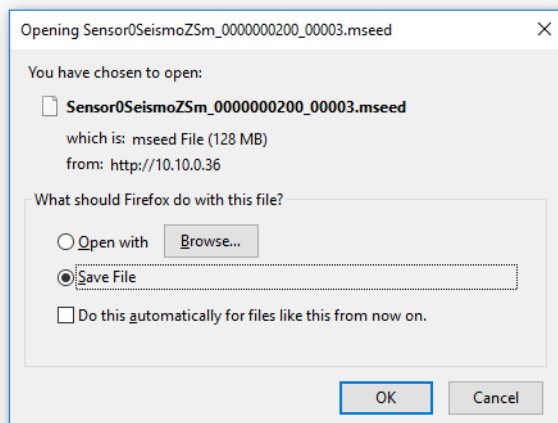 Opening Sensor0SeismoZSm_0000000200_00003.mseed
You have chosen to open:
Sensor0SeismoZSm_0000000200_00003.mseed
which is: mseed File (128 MB)
from: http://10.10.0.36
What should Firefox do with this file?
Open with Browse...
Save File
Do this automatically for files like this from now on.
OK Cancel